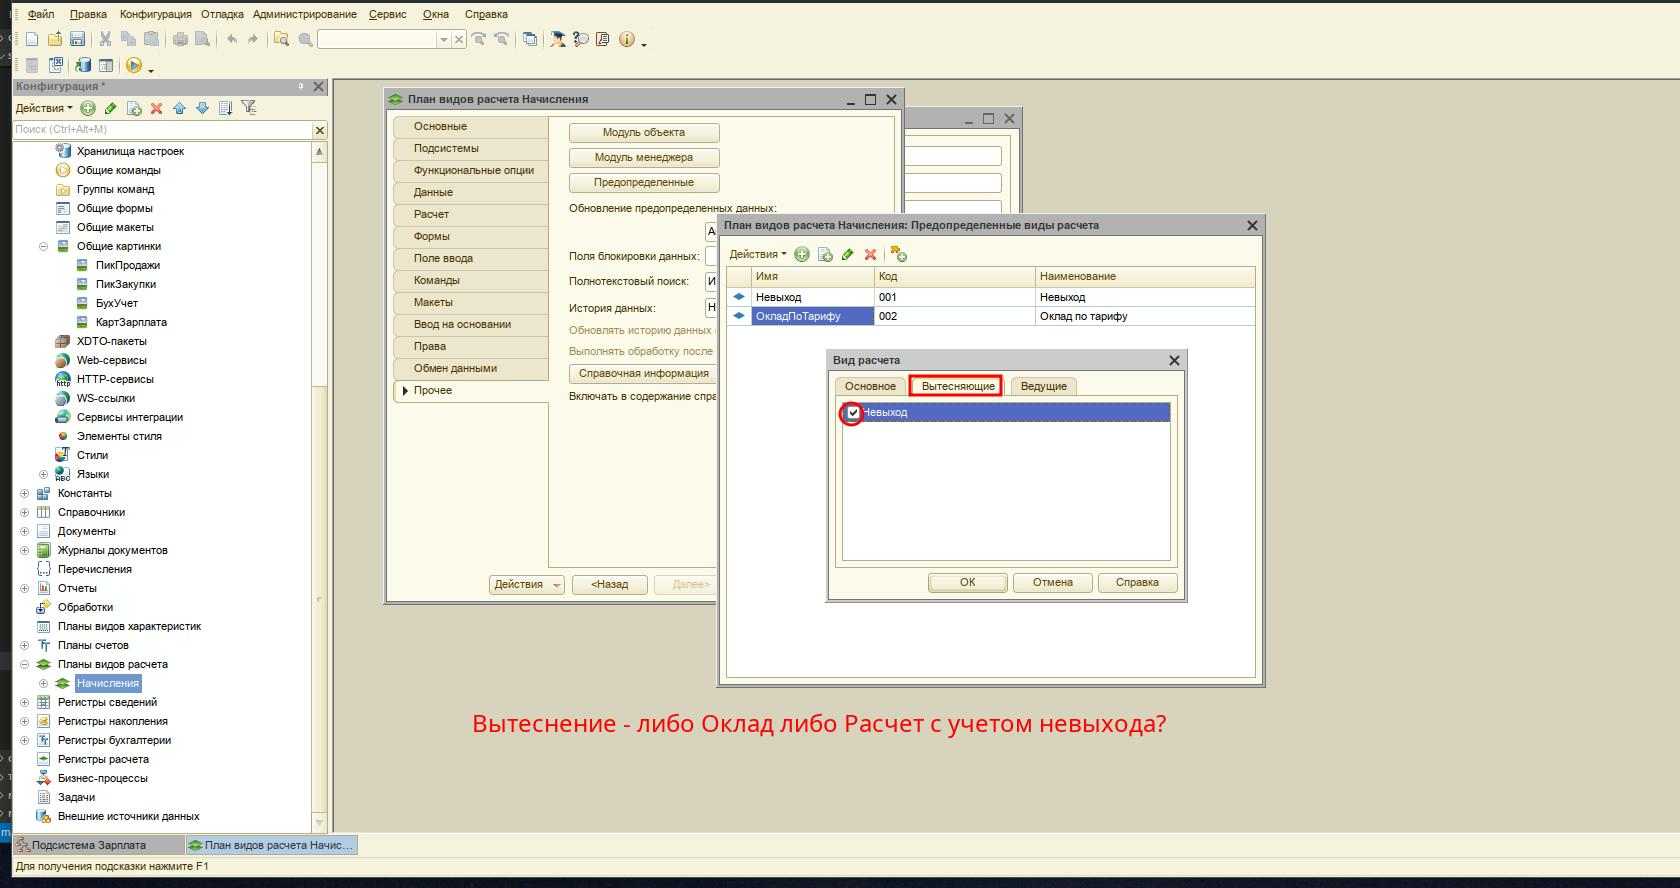 Файл Правка Конфигурация Отладка Администрирование Сервис Окна Справка
Конфигурация *
Действия
Поиск (Ctrl+Alt+M)
Хранилища настроек
Общие команды
Группы команд
Общие формы
Общие макеты
Общие картинки
ПикПродажи
ПикЗакупки
БухУчет
КартЗарплата
XDTO-пакеты
Web-сервисы
HTTP-сервисы
WS-ссылки
Сервисы интеграции
Элементы стиля
Стили
Языки
Константы
Справочники
Документы
Журналы документов
Перечисления
Отчеты
Обработки
Планы видов характеристик
Планы счетов
Планы видов расчета
Начисления
Регистры сведений
Регистры накопления
Регистры бухгалтерии
Регистры расчета
Бизнес-процессы
Задачи
Внешние источники данных
План видов расчета Начисления
Основные
Подсистемы
Функциональные опции
Данные
Расчет
Формы
Поле ввода
Команды
Макеты
Ввод на основании
Права
Обмен данными
Прочее
Модуль объекта
Модуль менеджера
Предопределенные
Обновление предопределенных данных:
А
Поля блокировки данных:
Полнотекстовый поиск: И
История данных: Н
Обновлять историю данных
Выполнять обработку после
Справочная информация
Включать в содержание спра
Действия <Назад Далее>
План видов расчета Начисления: Предопределенные виды расчета
Действия
Имя Код Наименование
Невыход 001 Невыход
ОкладПоТарифу 002 Оклад по тарифу
Вид расчета
Основное Вытесняющие Ведущие
Невыход
ОК Отмена Справка
Вытеснение - либо Оклад либо Расчет с учетом невыхода?
Подсистема Зарплата План видов расчета Начис...
Для получения подсказки нажмите F1